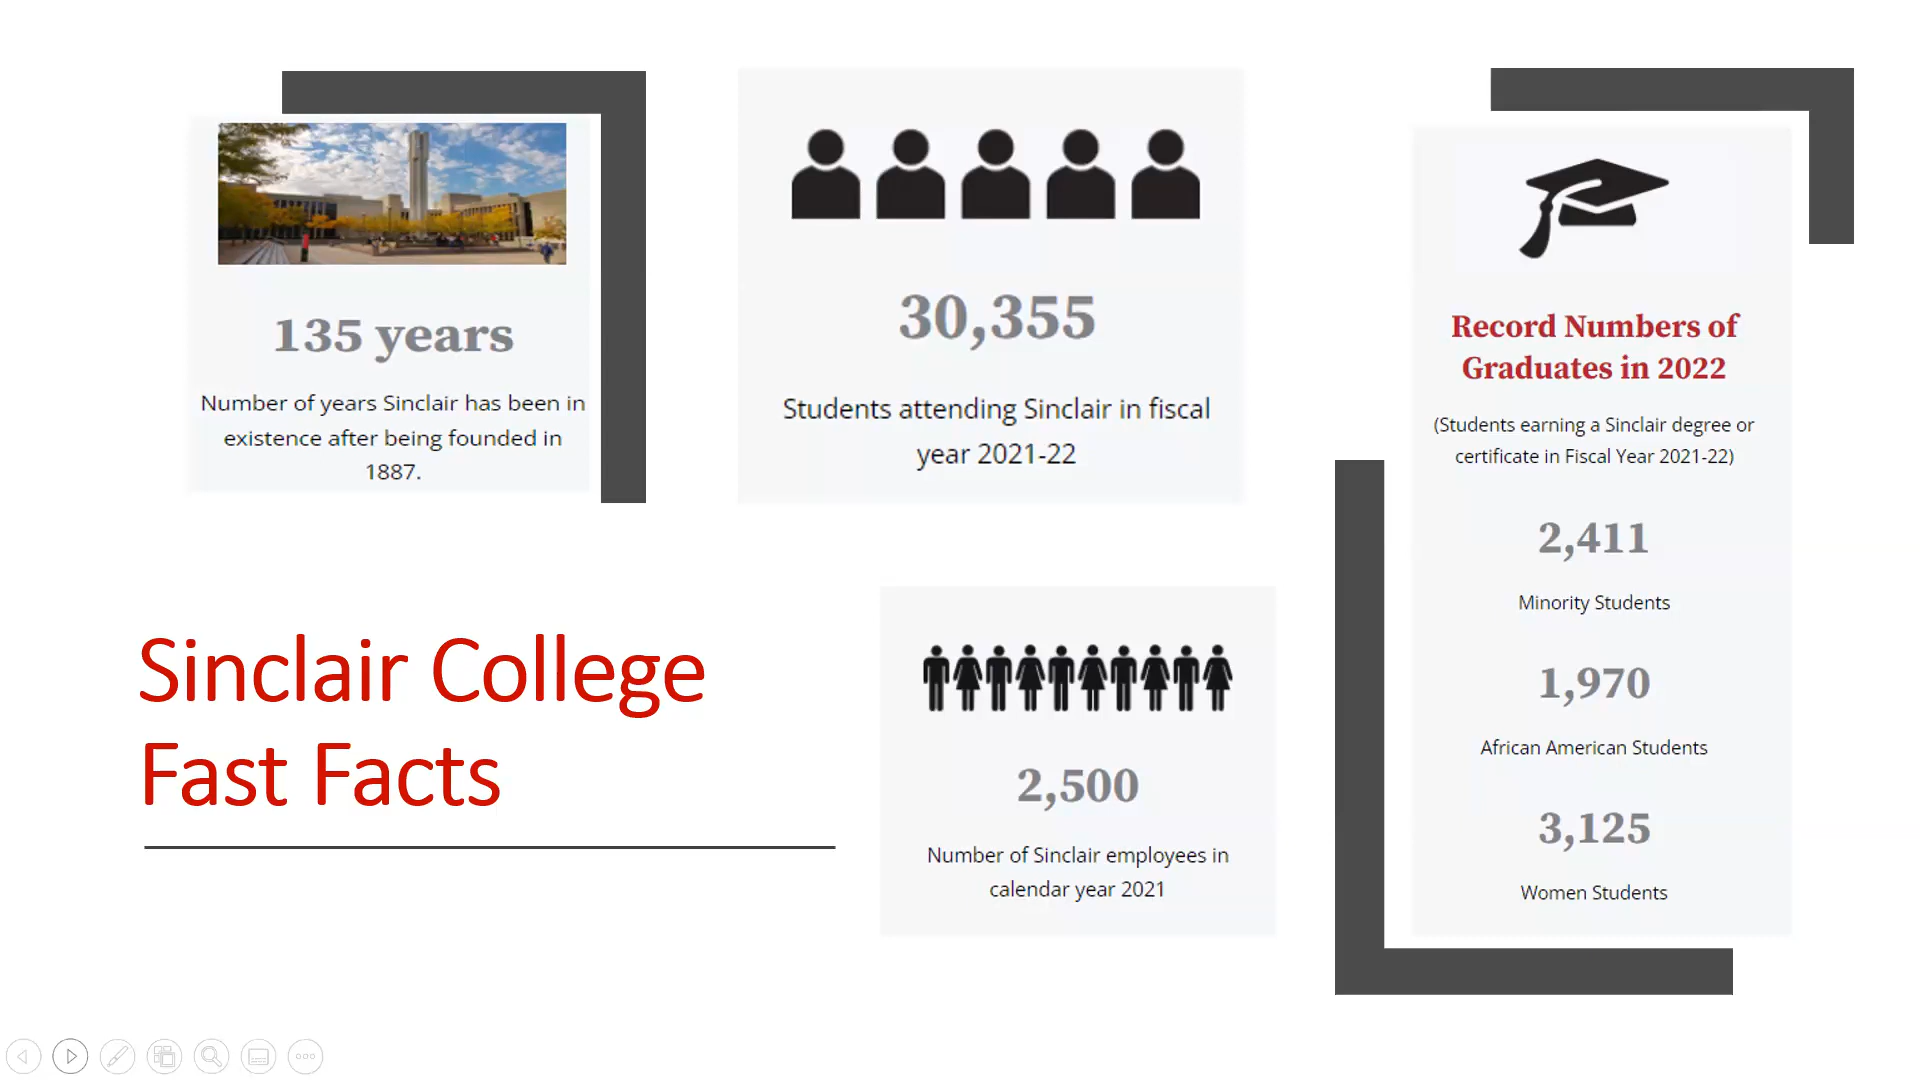 135 years
Number of years Sinclair has been in
existence after being founded in
1887.
30,355
Students attending Sinclair in fiscal
year 2021-22
Record Numbers of
Graduates in 2022
(Students earning a Sinclair degree or
certificate in Fiscal Year 2021-22)
2,411
Minority Students
1,970
African American Students
3,125
Women Students
Sinclair College
Fast Facts
2,500
Number of Sinclair employees in
calendar year 2021